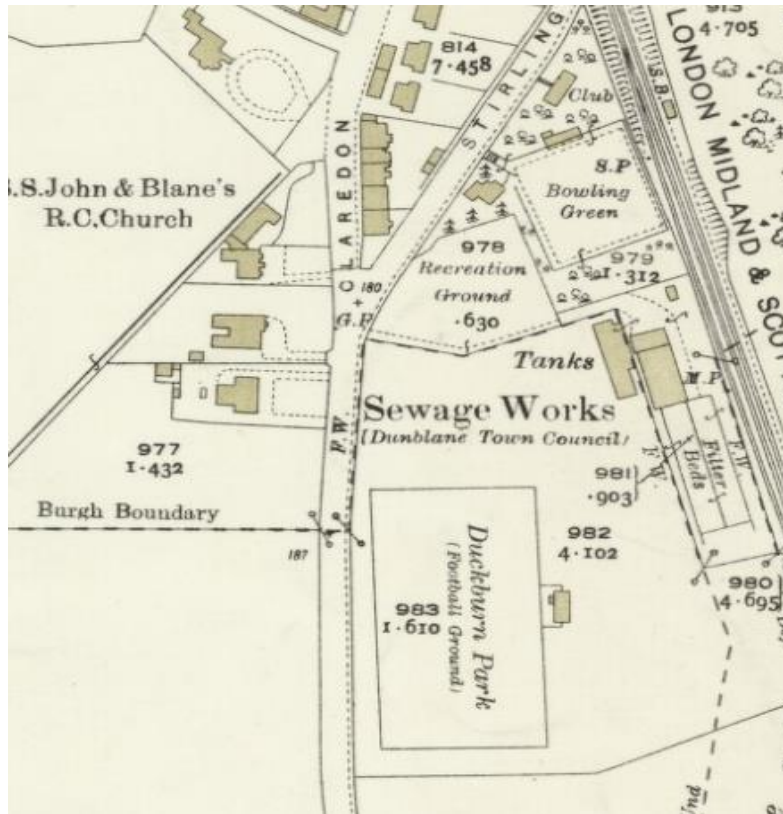 814
7·458
STIRLING
Club
S.B.
4·705
LONDON MIDLAND & SCOT
S.S. John & Blane's
R.C. Church
CLAREDON
S.P
Bowling
Green
978
Recreation
Ground
·630
979
1·312
180
G.P
Tanks
M.P
Sewage Works
(Dunblane Town Council)
F.W.
977
1·432
981
·903
F.W.
Filter
Beds
F.W.
Burgh Boundary
187
982
4·102
Duckburn Park
(Football Ground)
983
1·610
980
4·695
Und